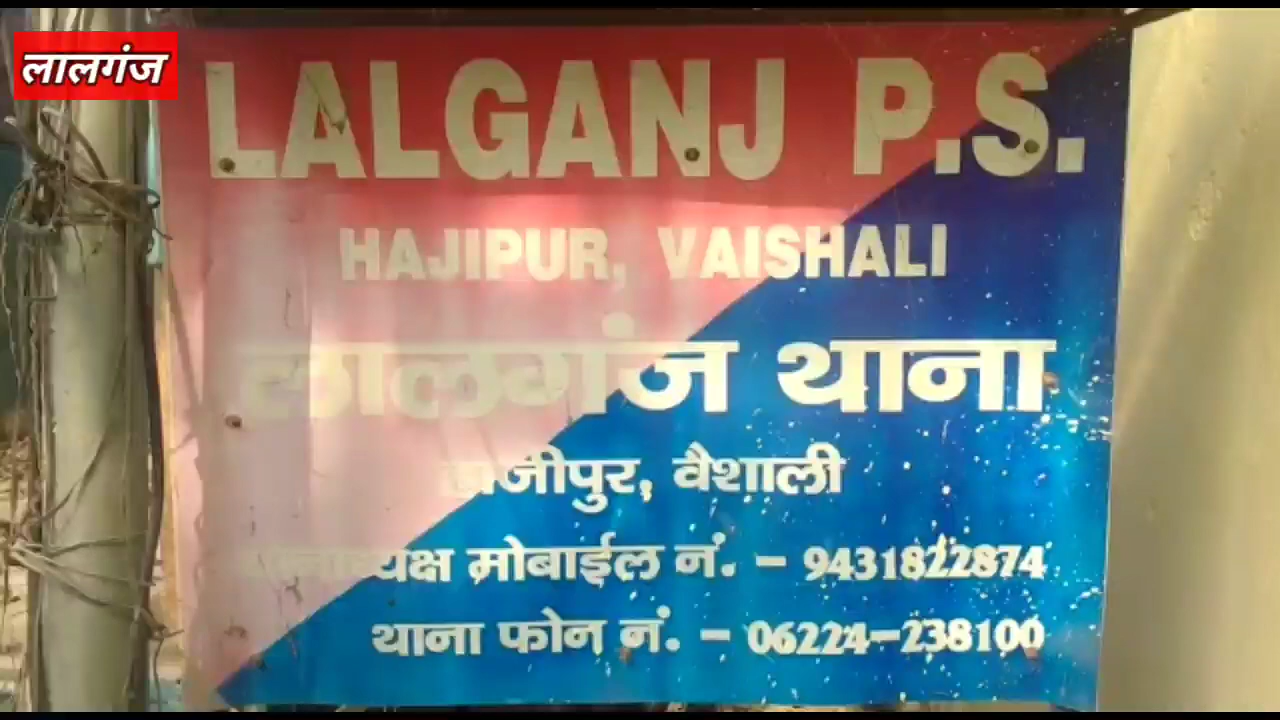 लालगंज
LALGANJ P.S.
HAJIPUR, VAISHALI
लालगंज थाना
हाजीपुर, वैशाली
थानाध्यक्ष मोबाईल नं. - 9431822874
थाना फोन नं. - 06224-238100